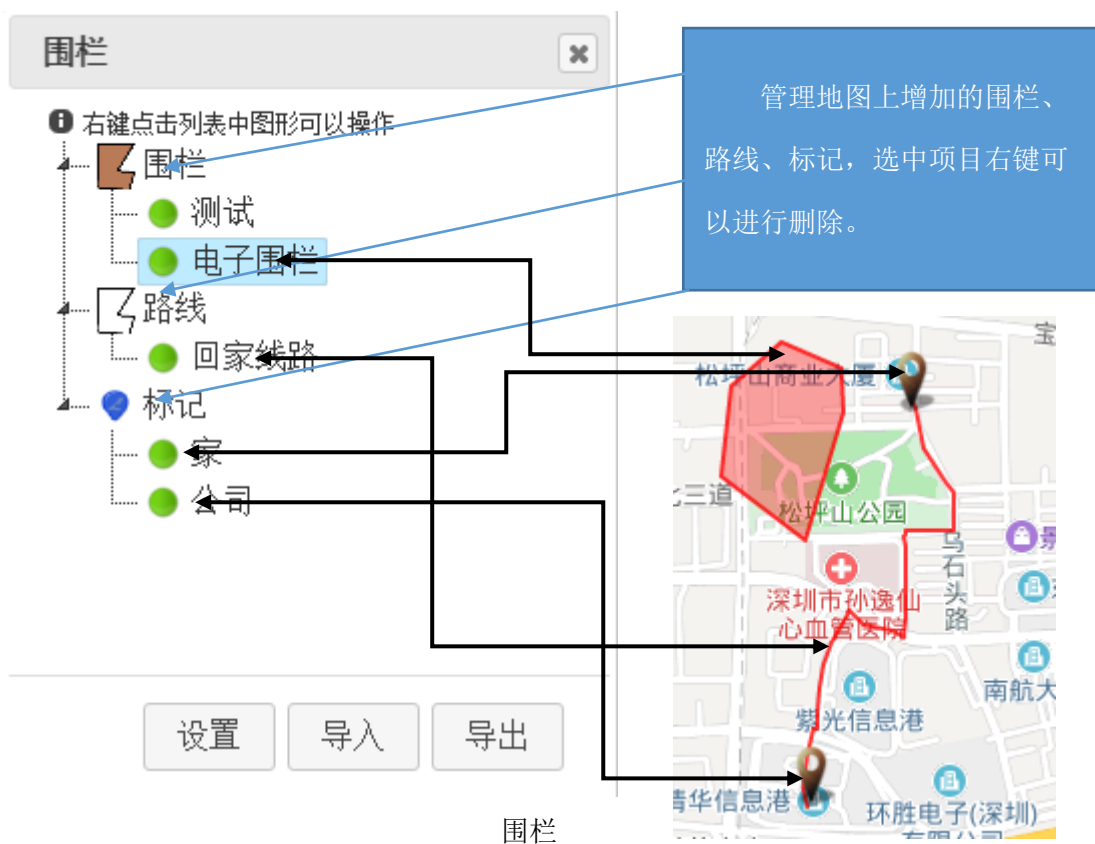 围栏
右键点击列表中图形可以操作
围栏
测试
电子围栏
路线
回家线路
标记
家
公司
设置
导入
导出
管理地图上增加的围栏、
路线、标记，选中项目右键可
以进行删除。
宝
松坪山商业大厦
北三道
松坪山公园
景
乌石头路
深圳市孙逸仙
心血管医院
南航大
紫光信息港
清华信息港
环胜电子(深圳)
有限公司
围栏